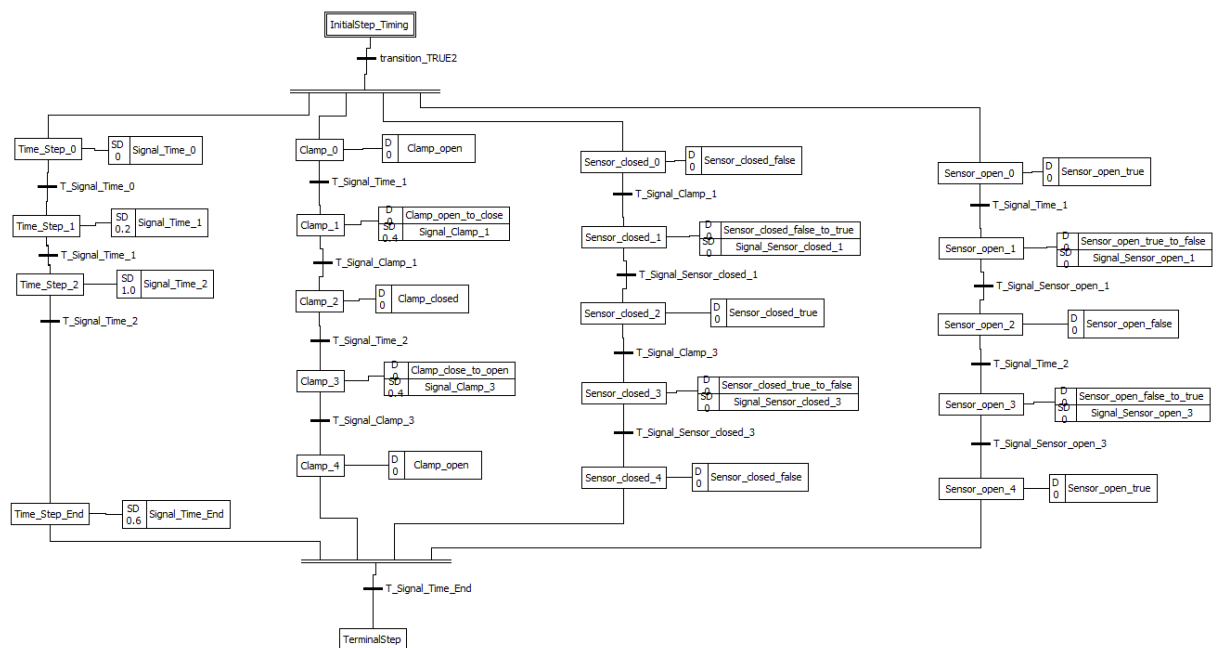 InitialStep_Timing
transition_TRUE2
Time_Step_0
SD
0
Signal_Time_0
T_Signal_Time_0
Time_Step_1
SD
0.2
Signal_Time_1
T_Signal_Time_1
Time_Step_2
SD
1.0
Signal_Time_2
T_Signal_Time_2
Time_Step_End
SD
0.6
Signal_Time_End
Clamp_0
D
0
Clamp_open
T_Signal_Time_1
Clamp_1
D
0
Clamp_open_to_close
SD
0.4
Signal_Clamp_1
T_Signal_Clamp_1
Clamp_2
D
0
Clamp_closed
T_Signal_Time_2
Clamp_3
D
0
Clamp_close_to_open
SD
0.4
Signal_Clamp_3
T_Signal_Clamp_3
Clamp_4
D
0
Clamp_open
Sensor_closed_0
D
0
Sensor_closed_false
T_Signal_Clamp_1
Sensor_closed_1
D
0
Sensor_closed_false_to_true
SD
0
Signal_Sensor_closed_1
T_Signal_Sensor_closed_1
Sensor_closed_2
D
0
Sensor_closed_true
T_Signal_Clamp_3
Sensor_closed_3
D
0
Sensor_closed_true_to_false
SD
0
Signal_Sensor_closed_3
T_Signal_Sensor_closed_3
Sensor_closed_4
D
0
Sensor_closed_false
Sensor_open_0
D
0
Sensor_open_true
T_Signal_Time_1
Sensor_open_1
D
0
Sensor_open_true_to_false
SD
0
Signal_Sensor_open_1
T_Signal_Sensor_open_1
Sensor_open_2
D
0
Sensor_open_false
T_Signal_Time_2
Sensor_open_3
D
0
Sensor_open_false_to_true
SD
0
Signal_Sensor_open_3
T_Signal_Sensor_open_3
Sensor_open_4
D
0
Sensor_open_true
T_Signal_Time_End
TerminalStep